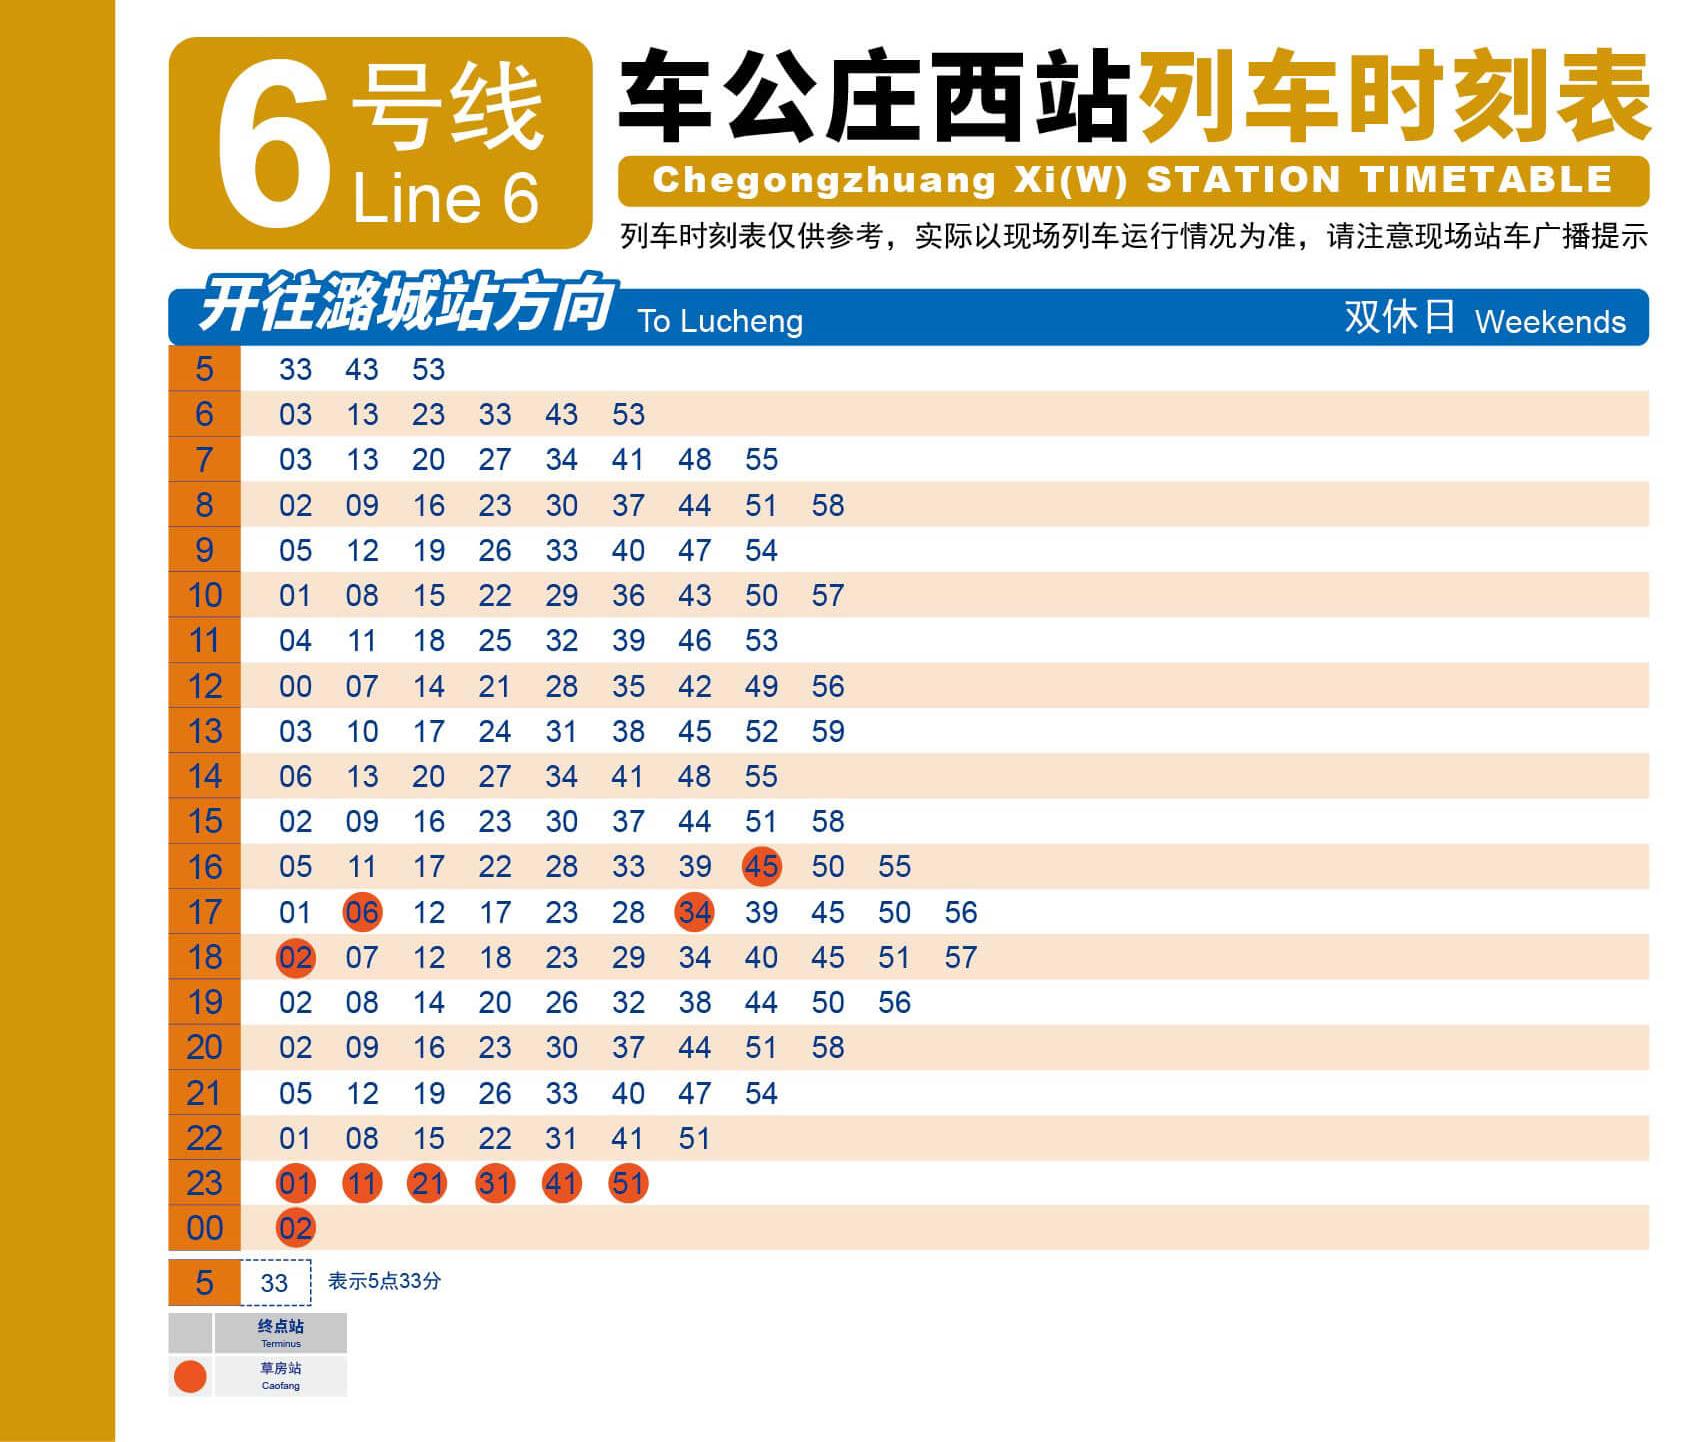 6号线
Line 6
车公庄西站列车时刻表
Chegongzhuang Xi(W) STATION TIMETABLE
列车时刻表仅供参考，实际以现场列车运行情况为准，请注意现场站车广播提示
开往潞城站方向 To Lucheng 双休日 Weekends
5 33 43 53
6 03 13 23 33 43 53
7 03 13 20 27 34 41 48 55
8 02 09 16 23 30 37 44 51 58
9 05 12 19 26 33 40 47 54
10 01 08 15 22 29 36 43 50 57
11 04 11 18 25 32 39 46 53
12 00 07 14 21 28 35 42 49 56
13 03 10 17 24 31 38 45 52 59
14 06 13 20 27 34 41 48 55
15 02 09 16 23 30 37 44 51 58
16 05 11 17 22 28 33 39 45 50 55
17 01 06 12 17 23 28 34 39 45 50 56
18 02 07 12 18 23 29 34 40 45 51 57
19 02 08 14 20 26 32 38 44 50 56
20 02 09 16 23 30 37 44 51 58
21 05 12 19 26 33 40 47 54
22 01 08 15 22 31 41 51
23 01 11 21 31 41 51
00 02
5 33 表示5点33分
终点站
Terminus
草房站
Caofang